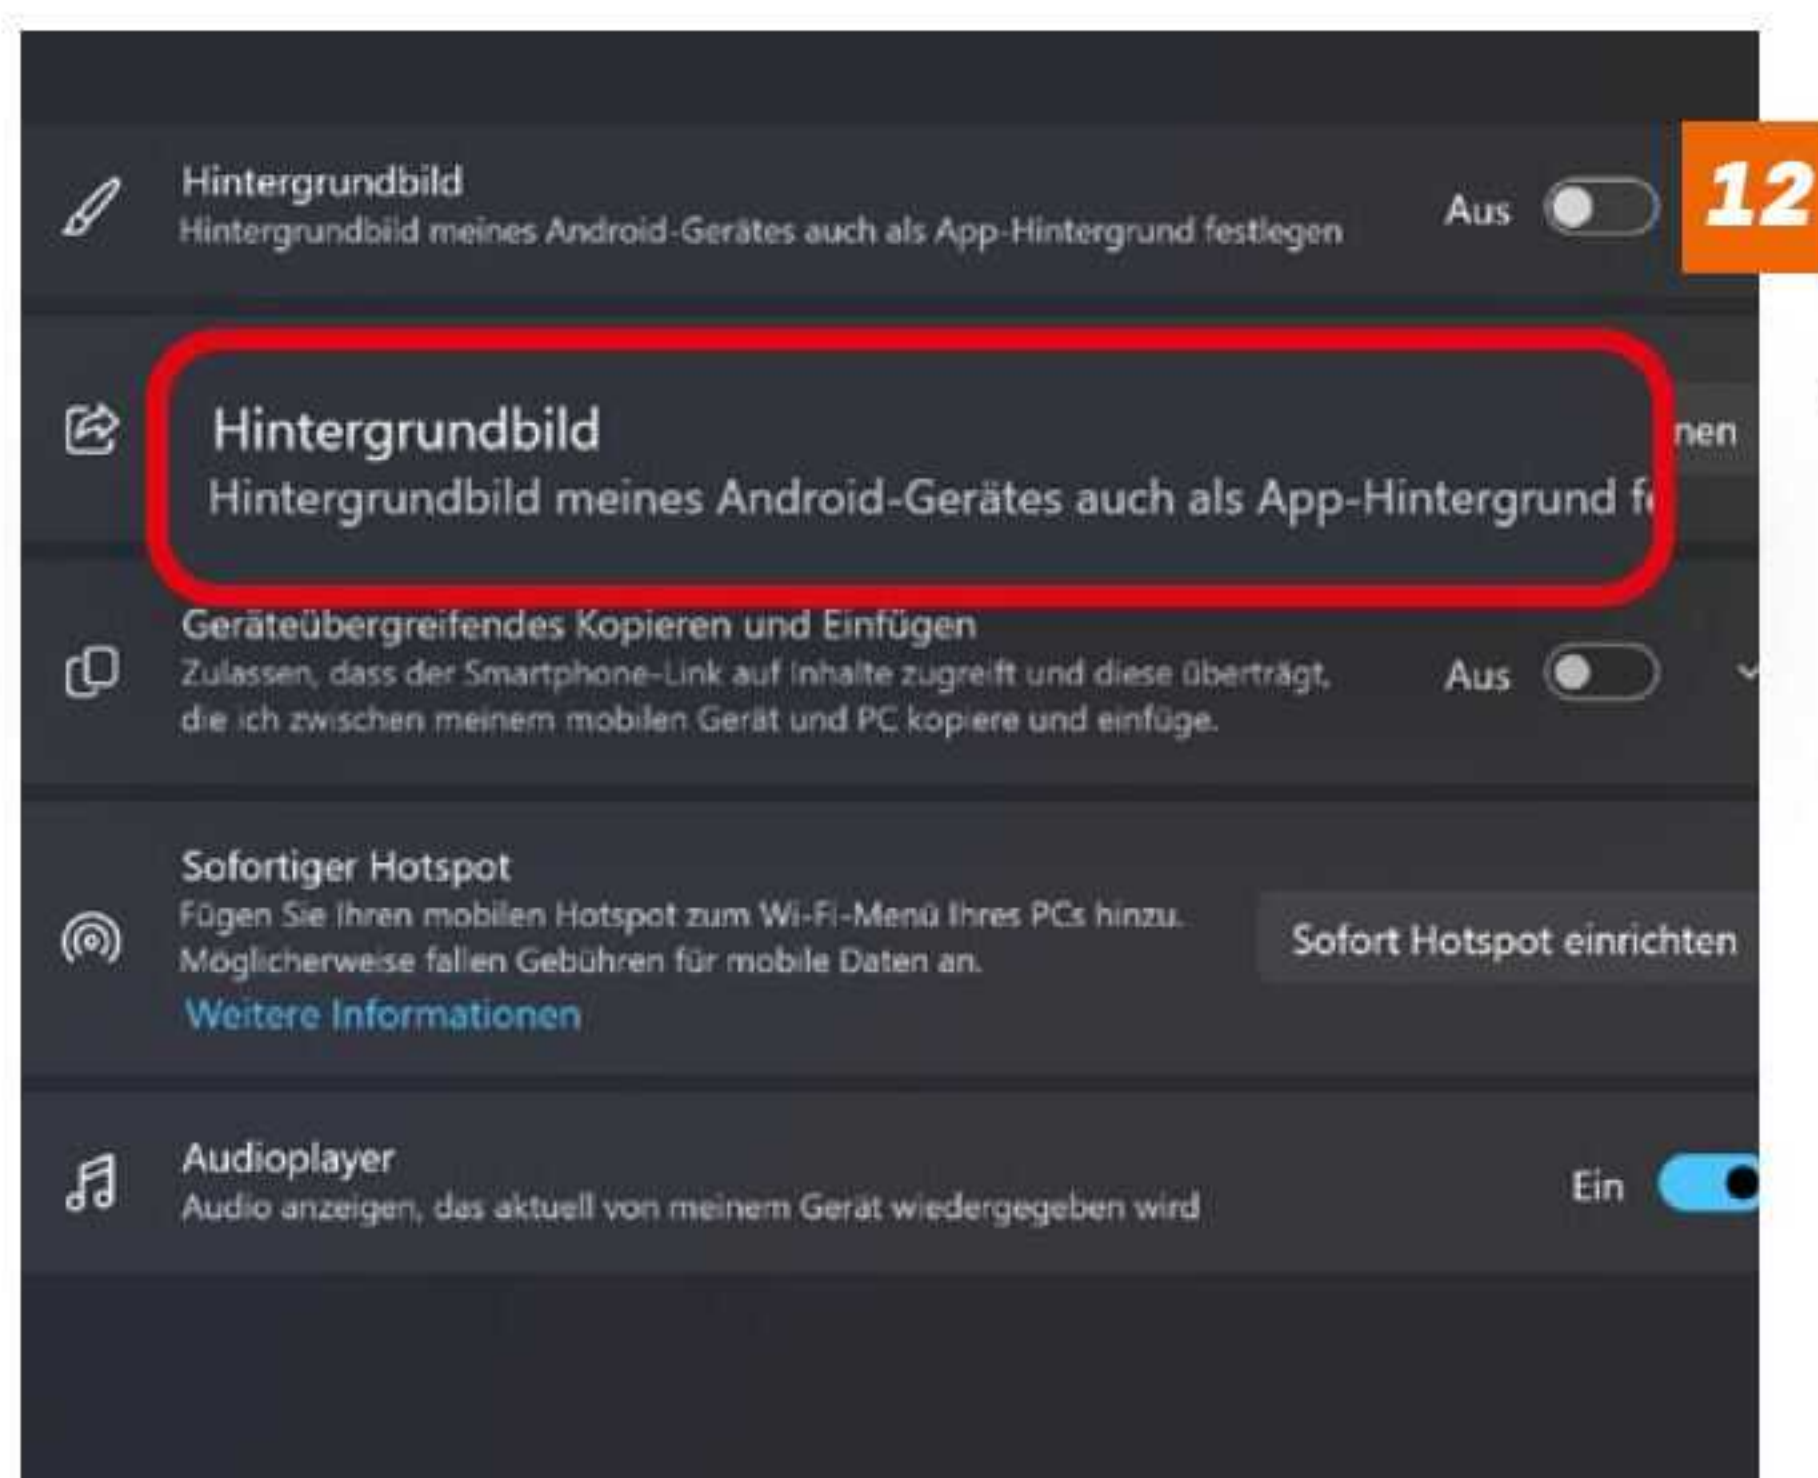 12
Hintergrundbild
Hintergrundbild meines Android-Gerätes auch als App-Hintergrund festlegen
Aus
Hintergrundbild
Hintergrundbild meines Android-Gerätes auch als App-Hintergrund f
nen
Geräteübergreifendes Kopieren und Einfügen
Zulassen, dass der Smartphone-Link auf Inhalte zugreift und diese überträgt,
die ich zwischen meinem mobilen Gerät und PC kopiere und einfüge.
Aus
Sofortiger Hotspot
Fügen Sie Ihren mobilen Hotspot zum Wi-Fi-Menü Ihres PCs hinzu.
Möglicherweise fallen Gebühren für mobile Daten an.
Weitere Informationen
Sofort Hotspot einrichten
Audioplayer
Audio anzeigen, das aktuell von meinem Gerät wiedergegeben wird
Ein